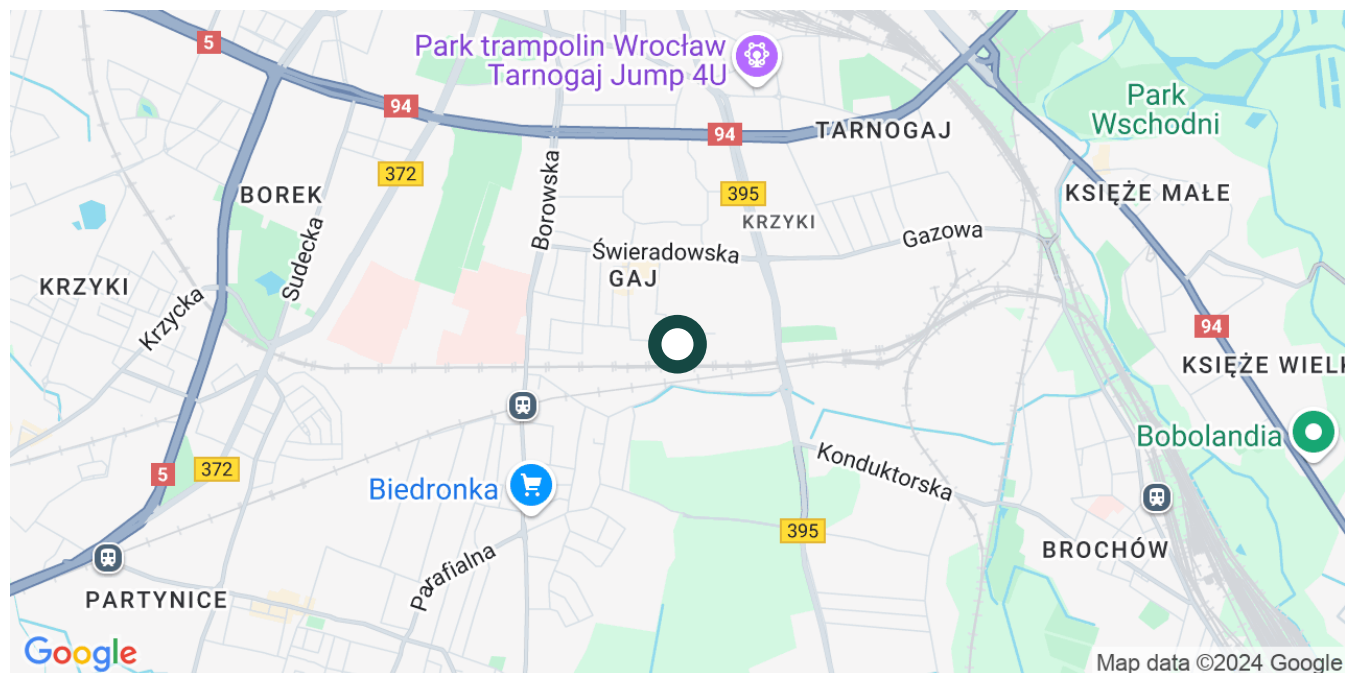 5
Park trampolin Wrocław
Tarnogaj Jump 4U
94
94
TARNOGAJ
Park
Wschodni
372
BOREK
395
KSIĘŻE MAŁE
KRZYKI
Borowska
Gazowa
Świeradowska
Sudecka
GAJ
KRZYKI
Krzycka
94
KSIĘŻE WIELK
Bobolandia
372
5
Konduktorska
Biedronka
395
BROCHÓW
Parafialna
PARTYNICE
Google
Map data ©2024 Google